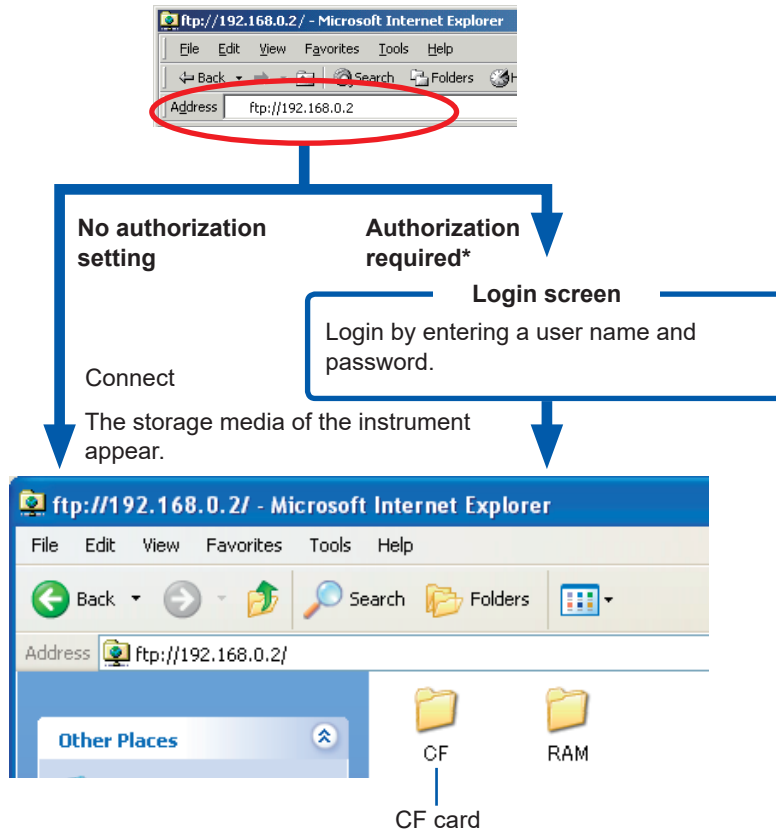 ftp://192.168.0.2/ - Microsoft Internet Explorer
File Edit View Favorites Tools Help
Back Search Folders H
Address ftp://192.168.0.2
No authorization
setting
Authorization
required*
Login screen
Login by entering a user name and
password.
Connect
The storage media of the instrument
appear.
ftp://192.168.0.2/ - Microsoft Internet Explorer
File Edit View Favorites Tools Help
Back Search Folders
Address ftp://192.168.0.2/
Other Places
CF RAM
CF card